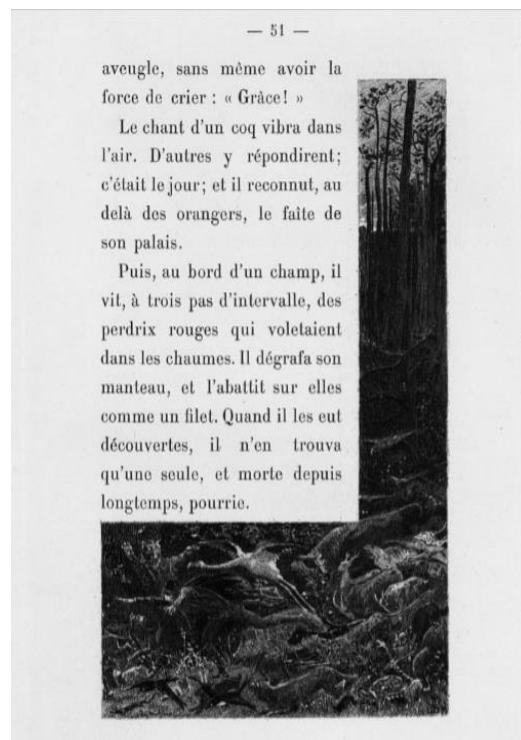 — 51 —
aveugle, sans même avoir la
force de crier : « Grâce! »
Le chant d'un coq vibra dans
l'air. D'autres y répondirent;
c'était le jour; et il reconnut, au
delà des orangers, le faîte de
son palais.
Puis, au bord d'un champ, il
vit, à trois pas d'intervalle, des
perdrix rouges qui voletaient
dans les chaumes. Il dégrafa son
manteau, et l'abattit sur elles
comme un filet. Quand il les eut
découvertes, il n'en trouva
qu'une seule, et morte depuis
longtemps, pourrie.